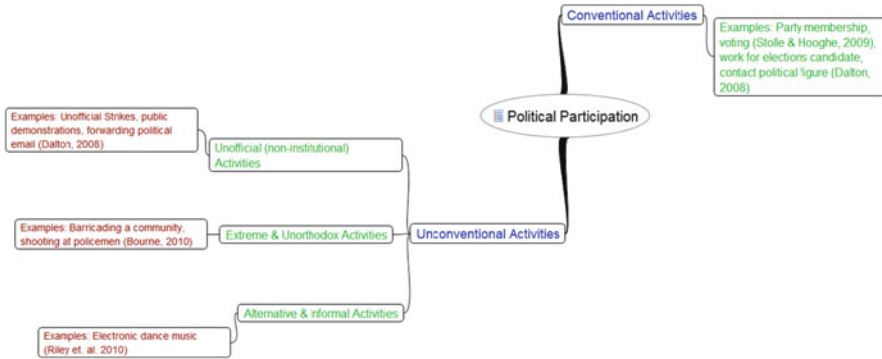 Conventional Activities
Examples: Party membership,
voting (Stolle & Hooghe, 2009),
work for elections candidate,
contact political figure (Dalton,
2008)
Political Participation
Examples: Unofficial Strikes, public
demonstrations, forwarding political
email (Dalton, 2008)
Unofficial (non-institutional)
Activities
Examples: Barricading a community,
shooting at policemen (Bourne, 2010)
Extreme & Unorthodox Activities
Unconventional Activities
Alternative & Informal Activities
Examples: Electronic dance music
(Riley et. al. 2010)